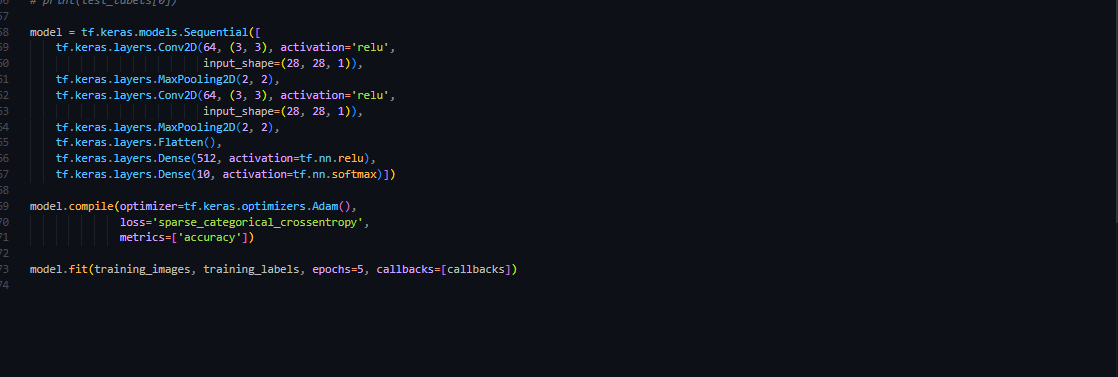 # print(test_labels[0])
57
58 model = tf.keras.models.Sequential([
59 tf.keras.layers.Conv2D(64, (3, 3), activation='relu',
60 input_shape=(28, 28, 1)),
61 tf.keras.layers.MaxPooling2D(2, 2),
62 tf.keras.layers.Conv2D(64, (3, 3), activation='relu',
63 input_shape=(28, 28, 1)),
64 tf.keras.layers.MaxPooling2D(2, 2),
65 tf.keras.layers.Flatten(),
66 tf.keras.layers.Dense(512, activation=tf.nn.relu),
67 tf.keras.layers.Dense(10, activation=tf.nn.softmax)])
68
69 model.compile(optimizer=tf.keras.optimizers.Adam(),
70 loss='sparse_categorical_crossentropy',
71 metrics=['accuracy'])
72
73 model.fit(training_images, training_labels, epochs=5, callbacks=[callbacks])
74